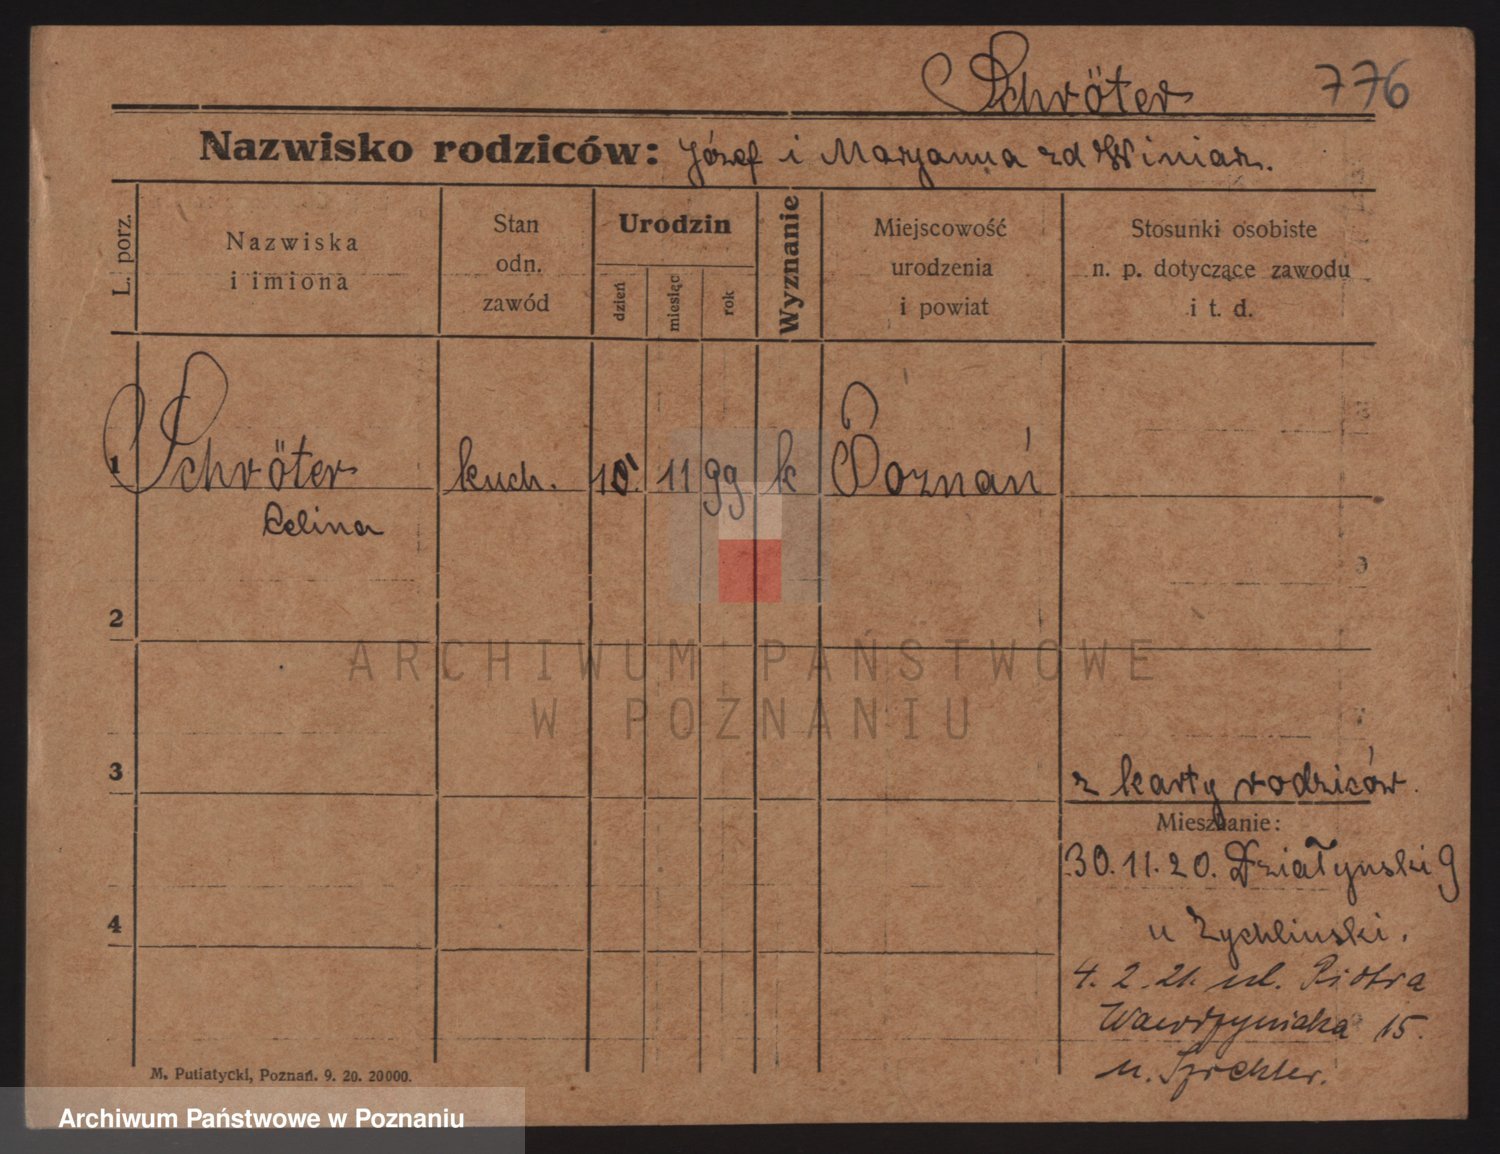 Schröter 776
Nazwisko rodziców: Józef i Maryanna zd Winiarz.
L. porz.
Nazwiska
i imiona
Stan
odn.
zawód
Urodzin
dzień
miesiąc
rok
Wyznanie
Miejscowość
urodzenia
i powiat
Stosunki osobiste
n. p. dotyczące zawodu
i t. d.
1 Schröter kuch. 10. 11 99 k Poznań
Celina
2
3
z karty rodziców.
Mieszkanie:
30.11.20. Działynski 9
4
u Zychlinski.
4. 2. 21. ul. Piotra
Wawrzyniaka 15.
u.
M. Putiatycki, Poznań. 9. 20. 20000.
ARCHIWUM PAŃSTWOWE
W POZNANIU
Archiwum Państwowe w Poznaniu